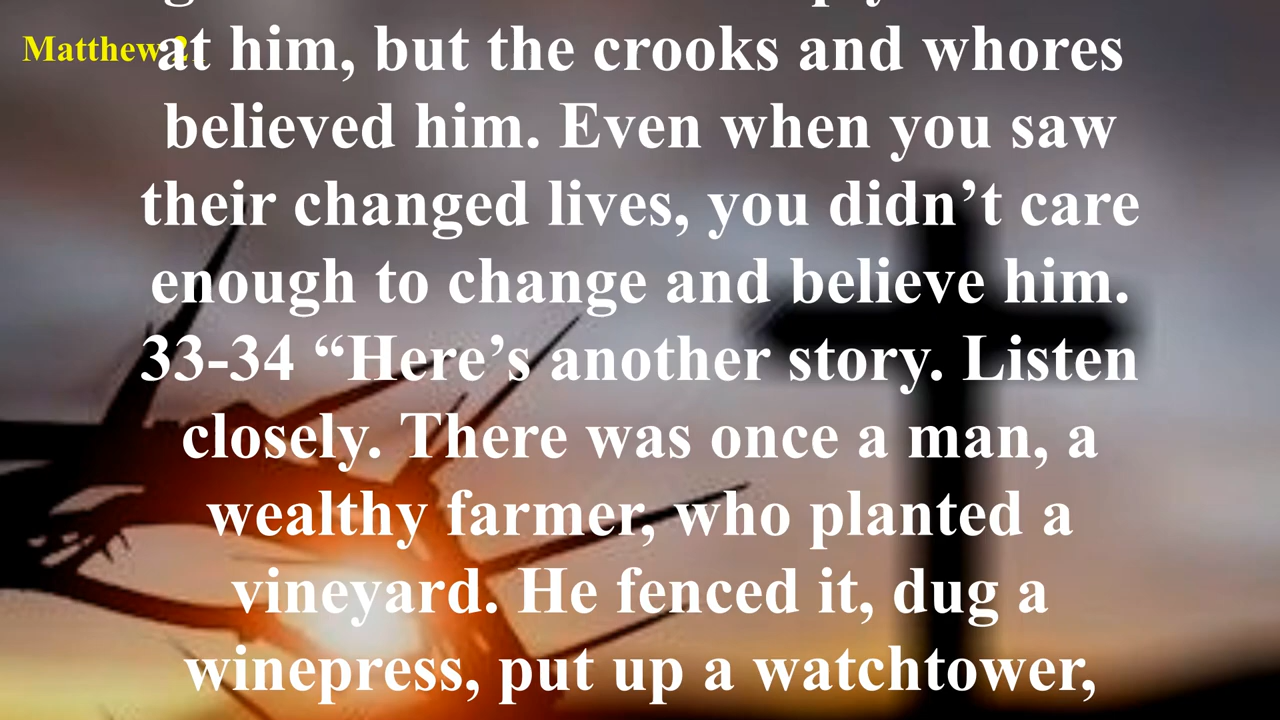 Matthew 2
at him, but the crooks and whores
believed him. Even when you saw
their changed lives, you didn’t care
enough to change and believe him.
33-34 “Here’s another story. Listen
closely. There was once a man, a
wealthy farmer, who planted a
vineyard. He fenced it, dug a
winepress, put up a watchtower,